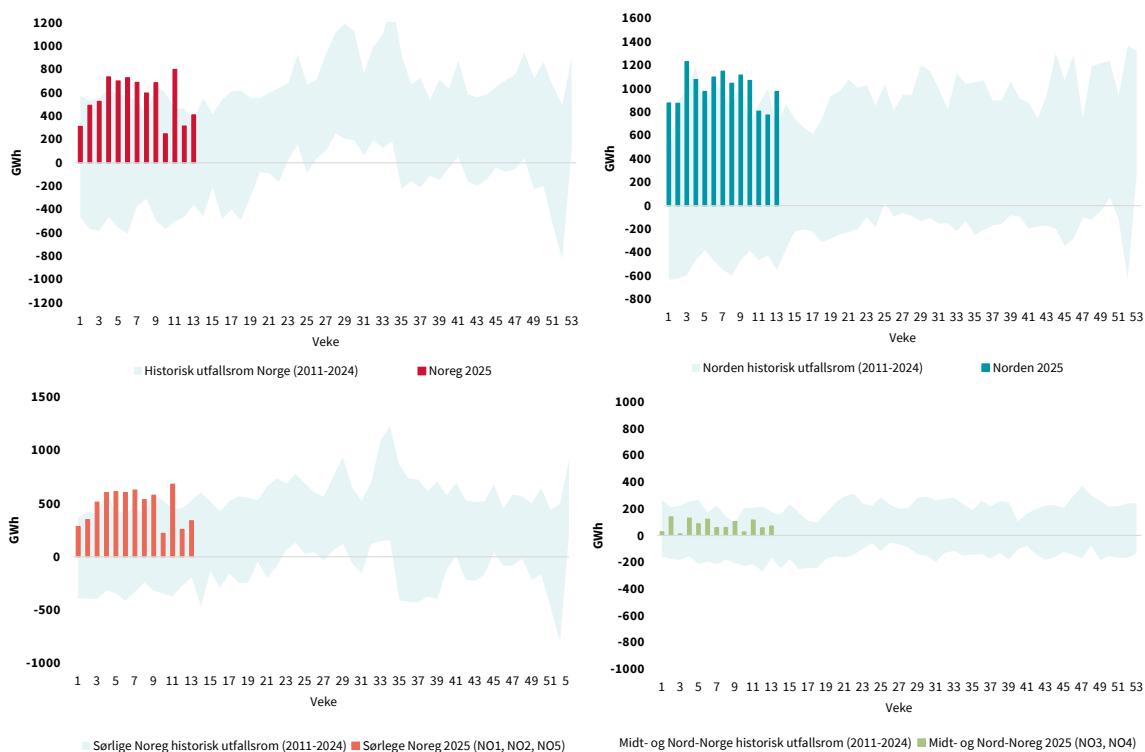 1200
1000
800
600
400
200
0
-200
-400
-600
-800
-1000
-1200
GWh
1 3 5 7 9 11 13 15 17 19 21 23 25 27 29 31 33 35 37 39 41 43 45 47 49 51 53
Veke
Historisk utfallsrom Norge (2011-2024) Noreg 2025
1600
1400
1200
1000
800
600
400
200
0
-200
-400
-600
-800
GWh
1 3 5 7 9 11 13 15 17 19 21 23 25 27 29 31 33 35 37 39 41 43 45 47 49 51 53
Veke
Norden historisk utfallsrom (2011-2024) Norden 2025
1500
1000
500
0
-500
-1000
GWh
1 3 5 7 9 11 13 15 17 19 21 23 25 27 29 31 33 35 37 39 41 43 45 47 49 51 5
Veke
Sørlige Noreg historisk utfallsrom (2011-2024) Sørlege Noreg 2025 (NO1, NO2, NO5)
1000
800
600
400
200
0
-200
-400
-600
-800
-1000
GWh
1 3 5 7 9 11 13 15 17 19 21 23 25 27 29 31 33 35 37 39 41 43 45 47 49 51 53
Veke
Midt- og Nord-Norge historisk utfallsrom (2011-2024) Midt- og Nord-Noreg 2025 (NO3, NO4)